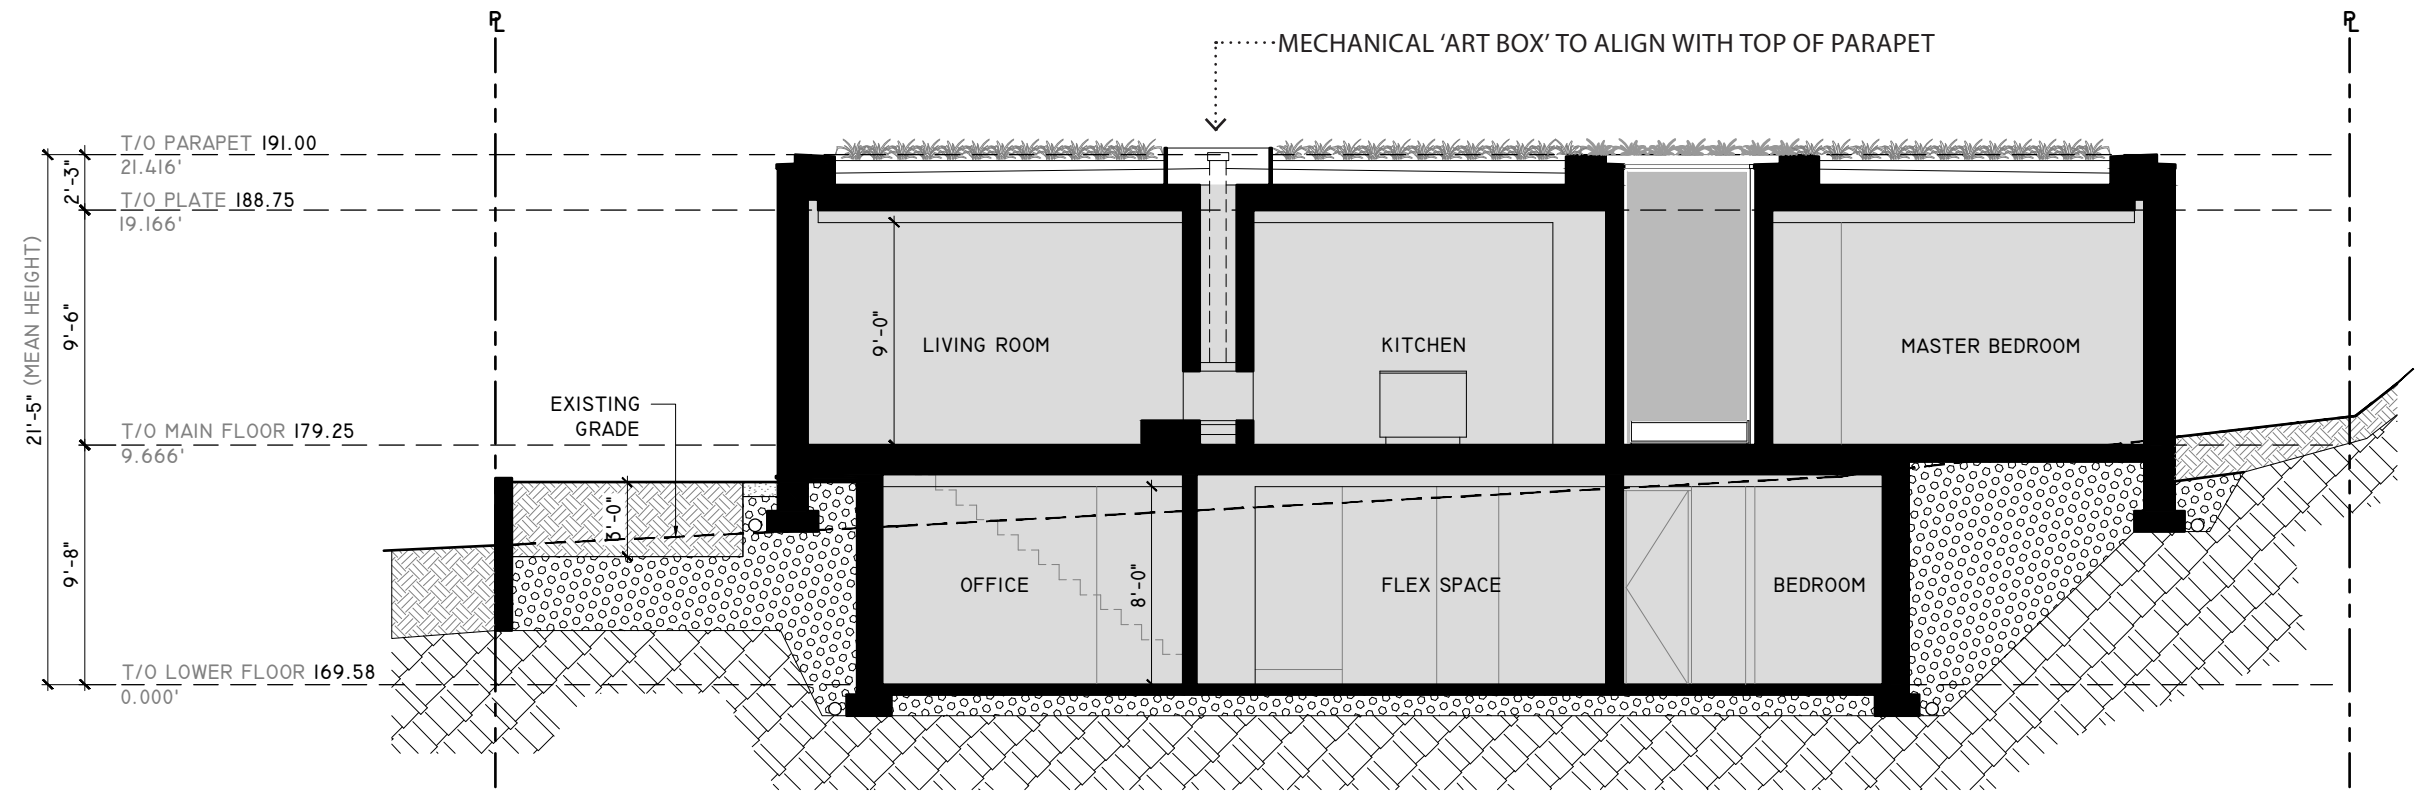 PL
PL
MECHANICAL ‘ART BOX’ TO ALIGN WITH TOP OF PARAPET
T/O PARAPET 191.00
21.416'
2'-3"
T/O PLATE 188.75
19.166'
21'-5" (MEAN HEIGHT)
9'-6"
9'-0"
LIVING ROOM
KITCHEN
MASTER BEDROOM
EXISTING
GRADE
T/O MAIN FLOOR 179.25
9.666'
3'-0"
9'-8"
OFFICE
8'-0"
FLEX SPACE
BEDROOM
T/O LOWER FLOOR 169.58
0.000'